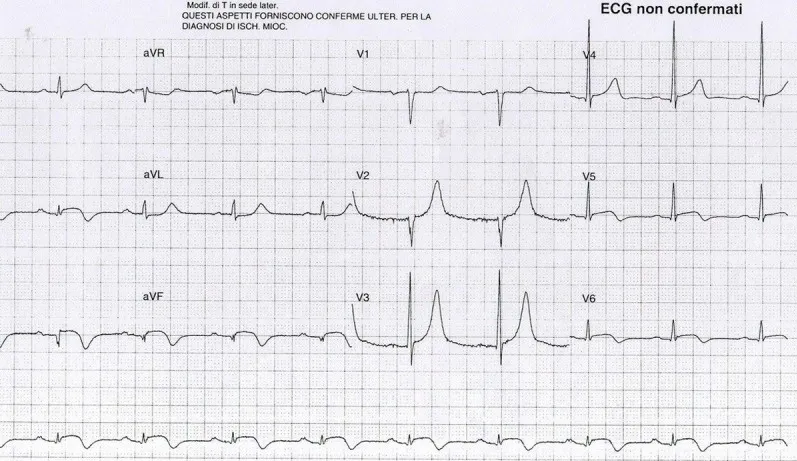 Modif. di T in sede later.
QUESTI ASPETTI FORNISCONO CONFERME ULTER. PER LA
DIAGNOSI DI ISCH. MIOC.
ECG non confermati
aVR
V1
V4
aVL
V2
V5
aVF
V3
V6